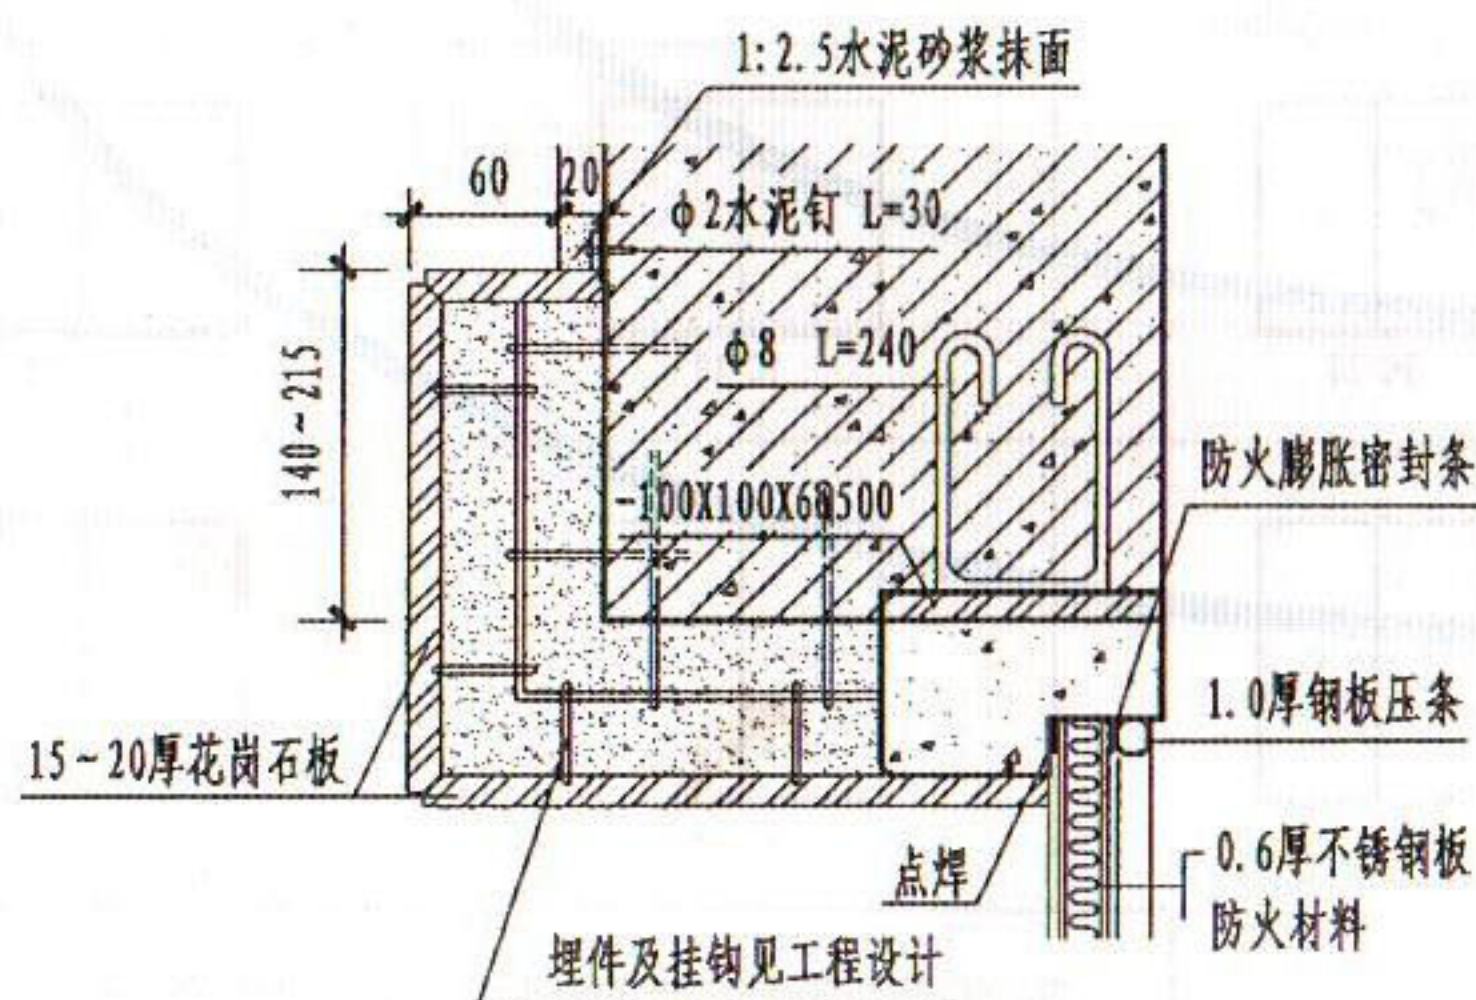 1:2.5水泥砂浆抹面
60
20
ф2水泥钉 L=30
140~215
ф8 L=240
防火膨胀密封条
-100X100X6@500
1.0厚钢板压条
15~20厚花岗石板
点焊
0.6厚不锈钢板
防火材料
埋件及挂钩见工程设计